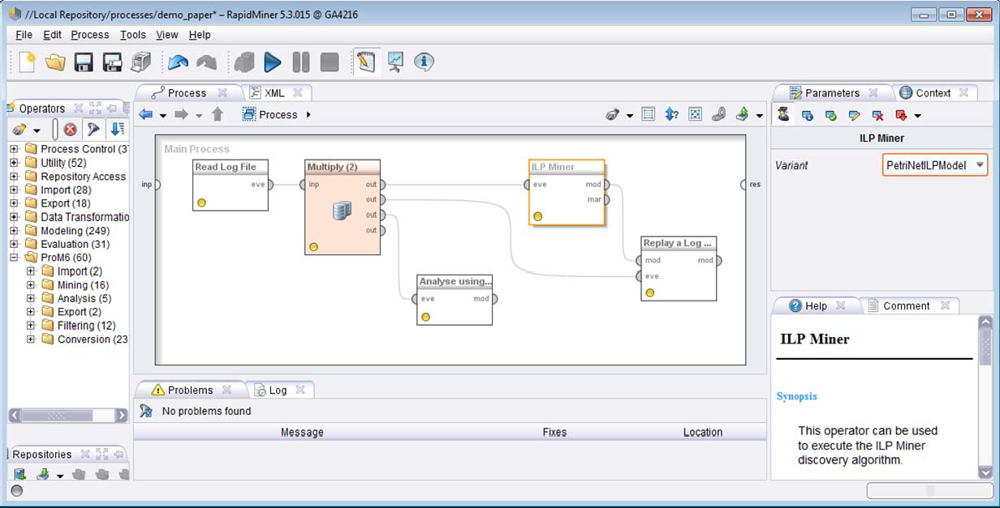 //Local Repository/processes/demo_paper* – RapidMiner 5.3.015 @ GA4216
File Edit Process Tools View Help
Process
XML
Operators
Process
Process Control (3
Utility (52)
Repository Access
Import (28)
Export (18)
Data Transformatio
Modeling (249)
Evaluation (31)
ProM6 (60)
Import (2)
Mining (16)
Analysis (5)
Export (2)
Filtering (12)
Conversion (23
Repositories
Main Process
inp
res
Read Log File
eve
Multiply (2)
inp
out
out
out
out
ILP Miner
eve
mod
mar
Replay a Log ...
mod
mod
eve
Analyse using...
eve
mod
Problems
Log
No problems found
Message Fixes Location
Parameters
Context
ILP Miner
Variant
PetriNetILPModel
Help
Comment
ILP Miner
Synopsis
This operator can be used
to execute the ILP Miner
discovery algorithm.